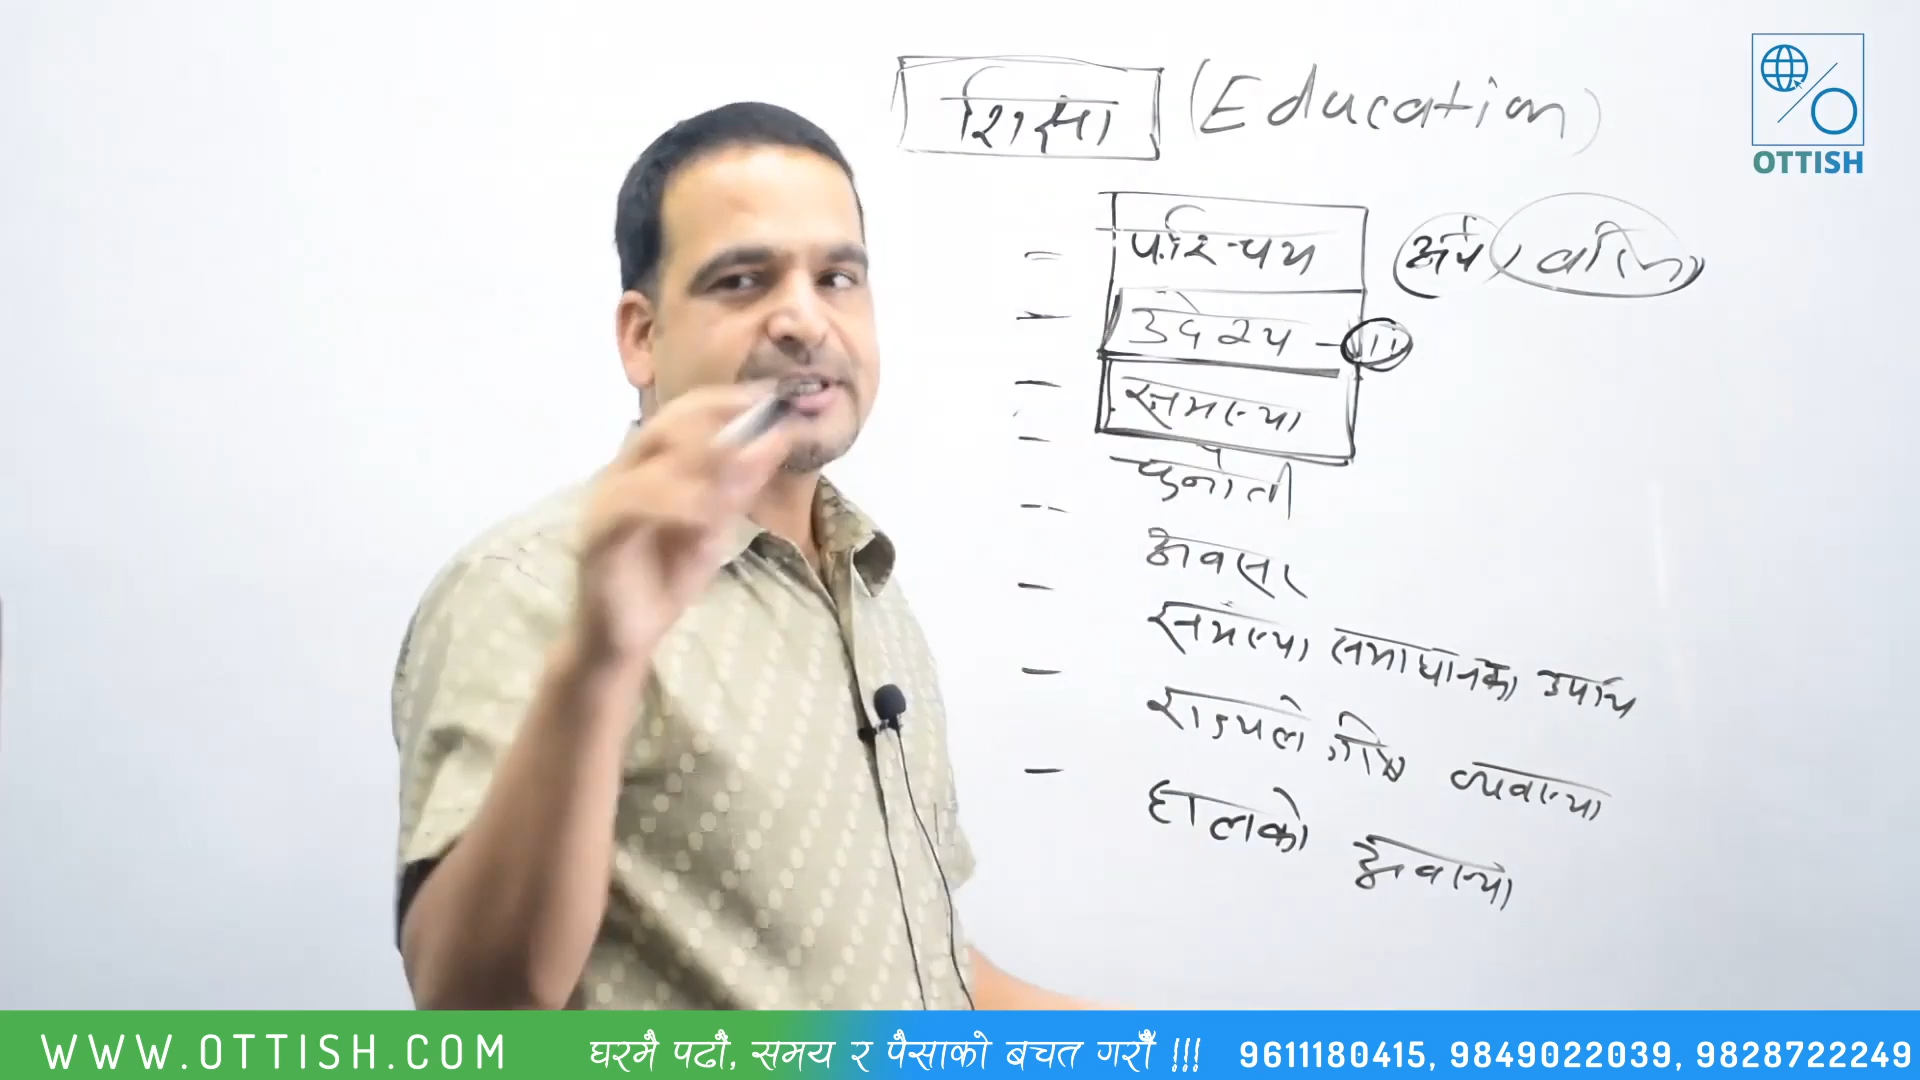 शिक्षा (Education)
OTTISH
- परिचय अर्थ,
- उदेश्य -
- समस्या
- चुनौती
- अवसर
- समस्या समाधानका उपाय
- राज्यले गरेको व्यवस्था
- हालको अवस्था
WWW.OTTISH.COM घरमै पढौं, समय र पैसाको बचत गरौं !!! 9611180415, 9849022039, 9828722249